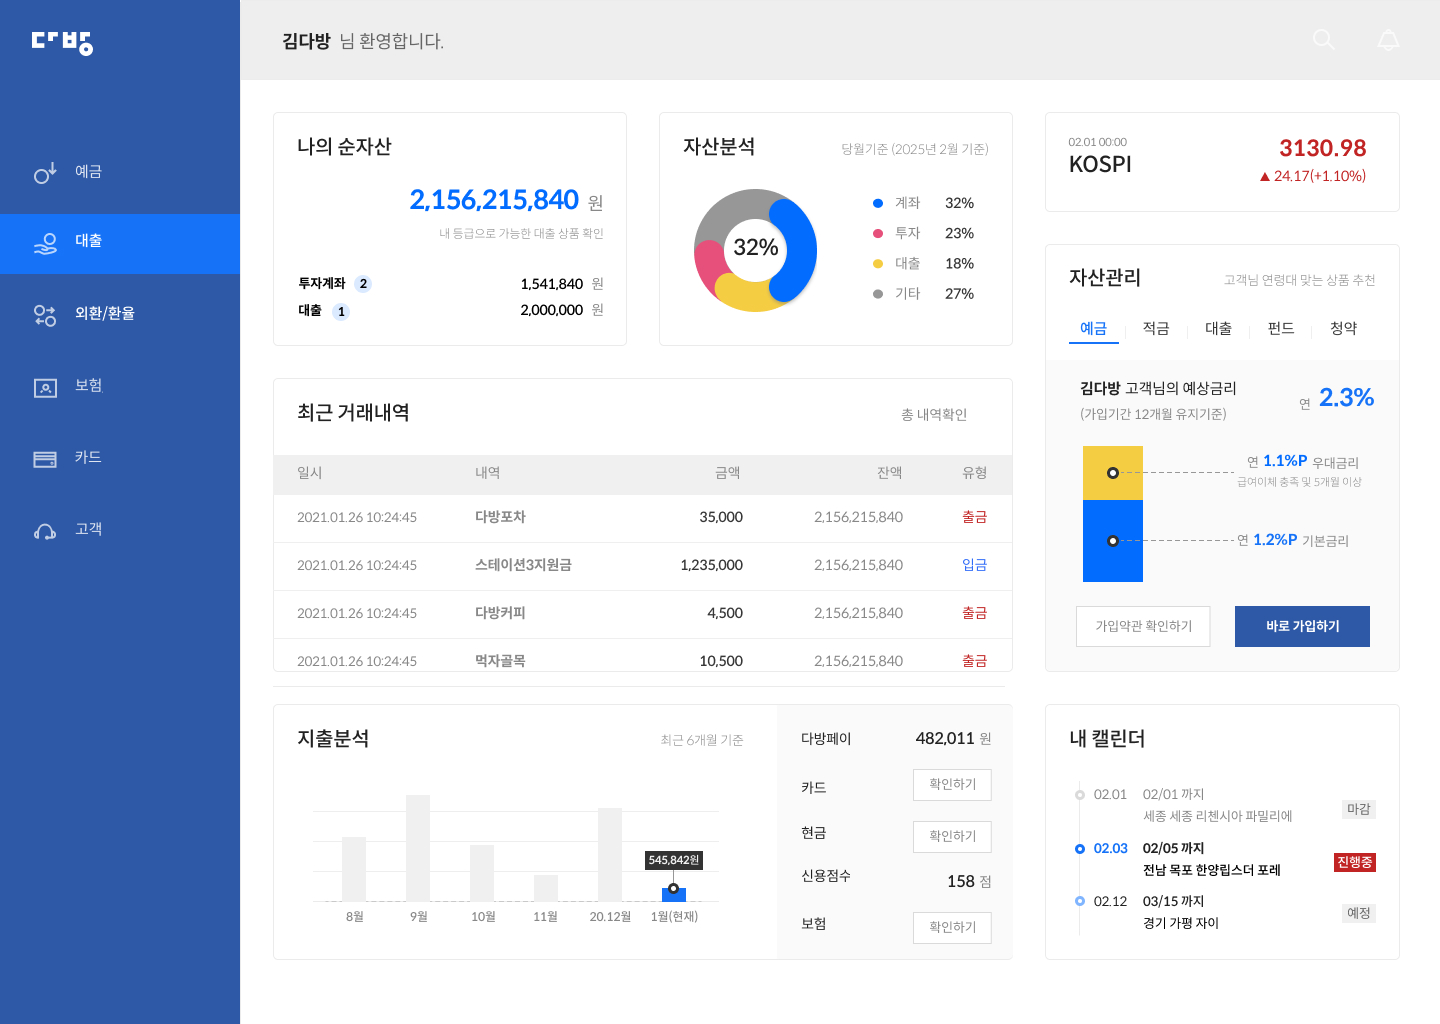 다방
김다방 님 환영합니다.
예금
대출
외환/환율
보험
카드
고객
나의 순자산
2,156,215,840 원
내 등급으로 가능한 대출 상품 확인
투자계좌 2 1,541,840 원
대출 1 2,000,000 원
자산분석 당월기준 (2025년 2월 기준)
32%
계좌 32%
투자 23%
대출 18%
기타 27%
02.01 00:00
KOSPI
3130.98
▲ 24.17(+1.10%)
최근 거래내역 총 내역확인
일시 내역 금액 잔액 유형
2021.01.26 10:24:45 다방포차 35,000 2,156,215,840 출금
2021.01.26 10:24:45 스테이션3지원금 1,235,000 2,156,215,840 입금
2021.01.26 10:24:45 다방커피 4,500 2,156,215,840 출금
2021.01.26 10:24:45 먹자골목 10,500 2,156,215,840 출금
자산관리 고객님 연령대 맞는 상품 추천
예금 적금 대출 펀드 청약
김다방 고객님의 예상금리
(가입기간 12개월 유지기준)
연 2.3%
연 1.1%P 우대금리
급여이체 충족 및 5개월 이상
연 1.2%P 기본금리
가입약관 확인하기 바로 가입하기
지출분석 최근 6개월 기준
545,842원
8월 9월 10월 11월 20.12월 1월(현재)
다방페이 482,011 원
카드 확인하기
현금 확인하기
신용점수 158 점
보험 확인하기
내 캘린더
02.01 02/01 까지
세종 세종 리첸시아 파밀리에 마감
02.03 02/05 까지
전남 목포 한양립스더 포레 진행중
02.12 03/15 까지
경기 가평 자이 예정